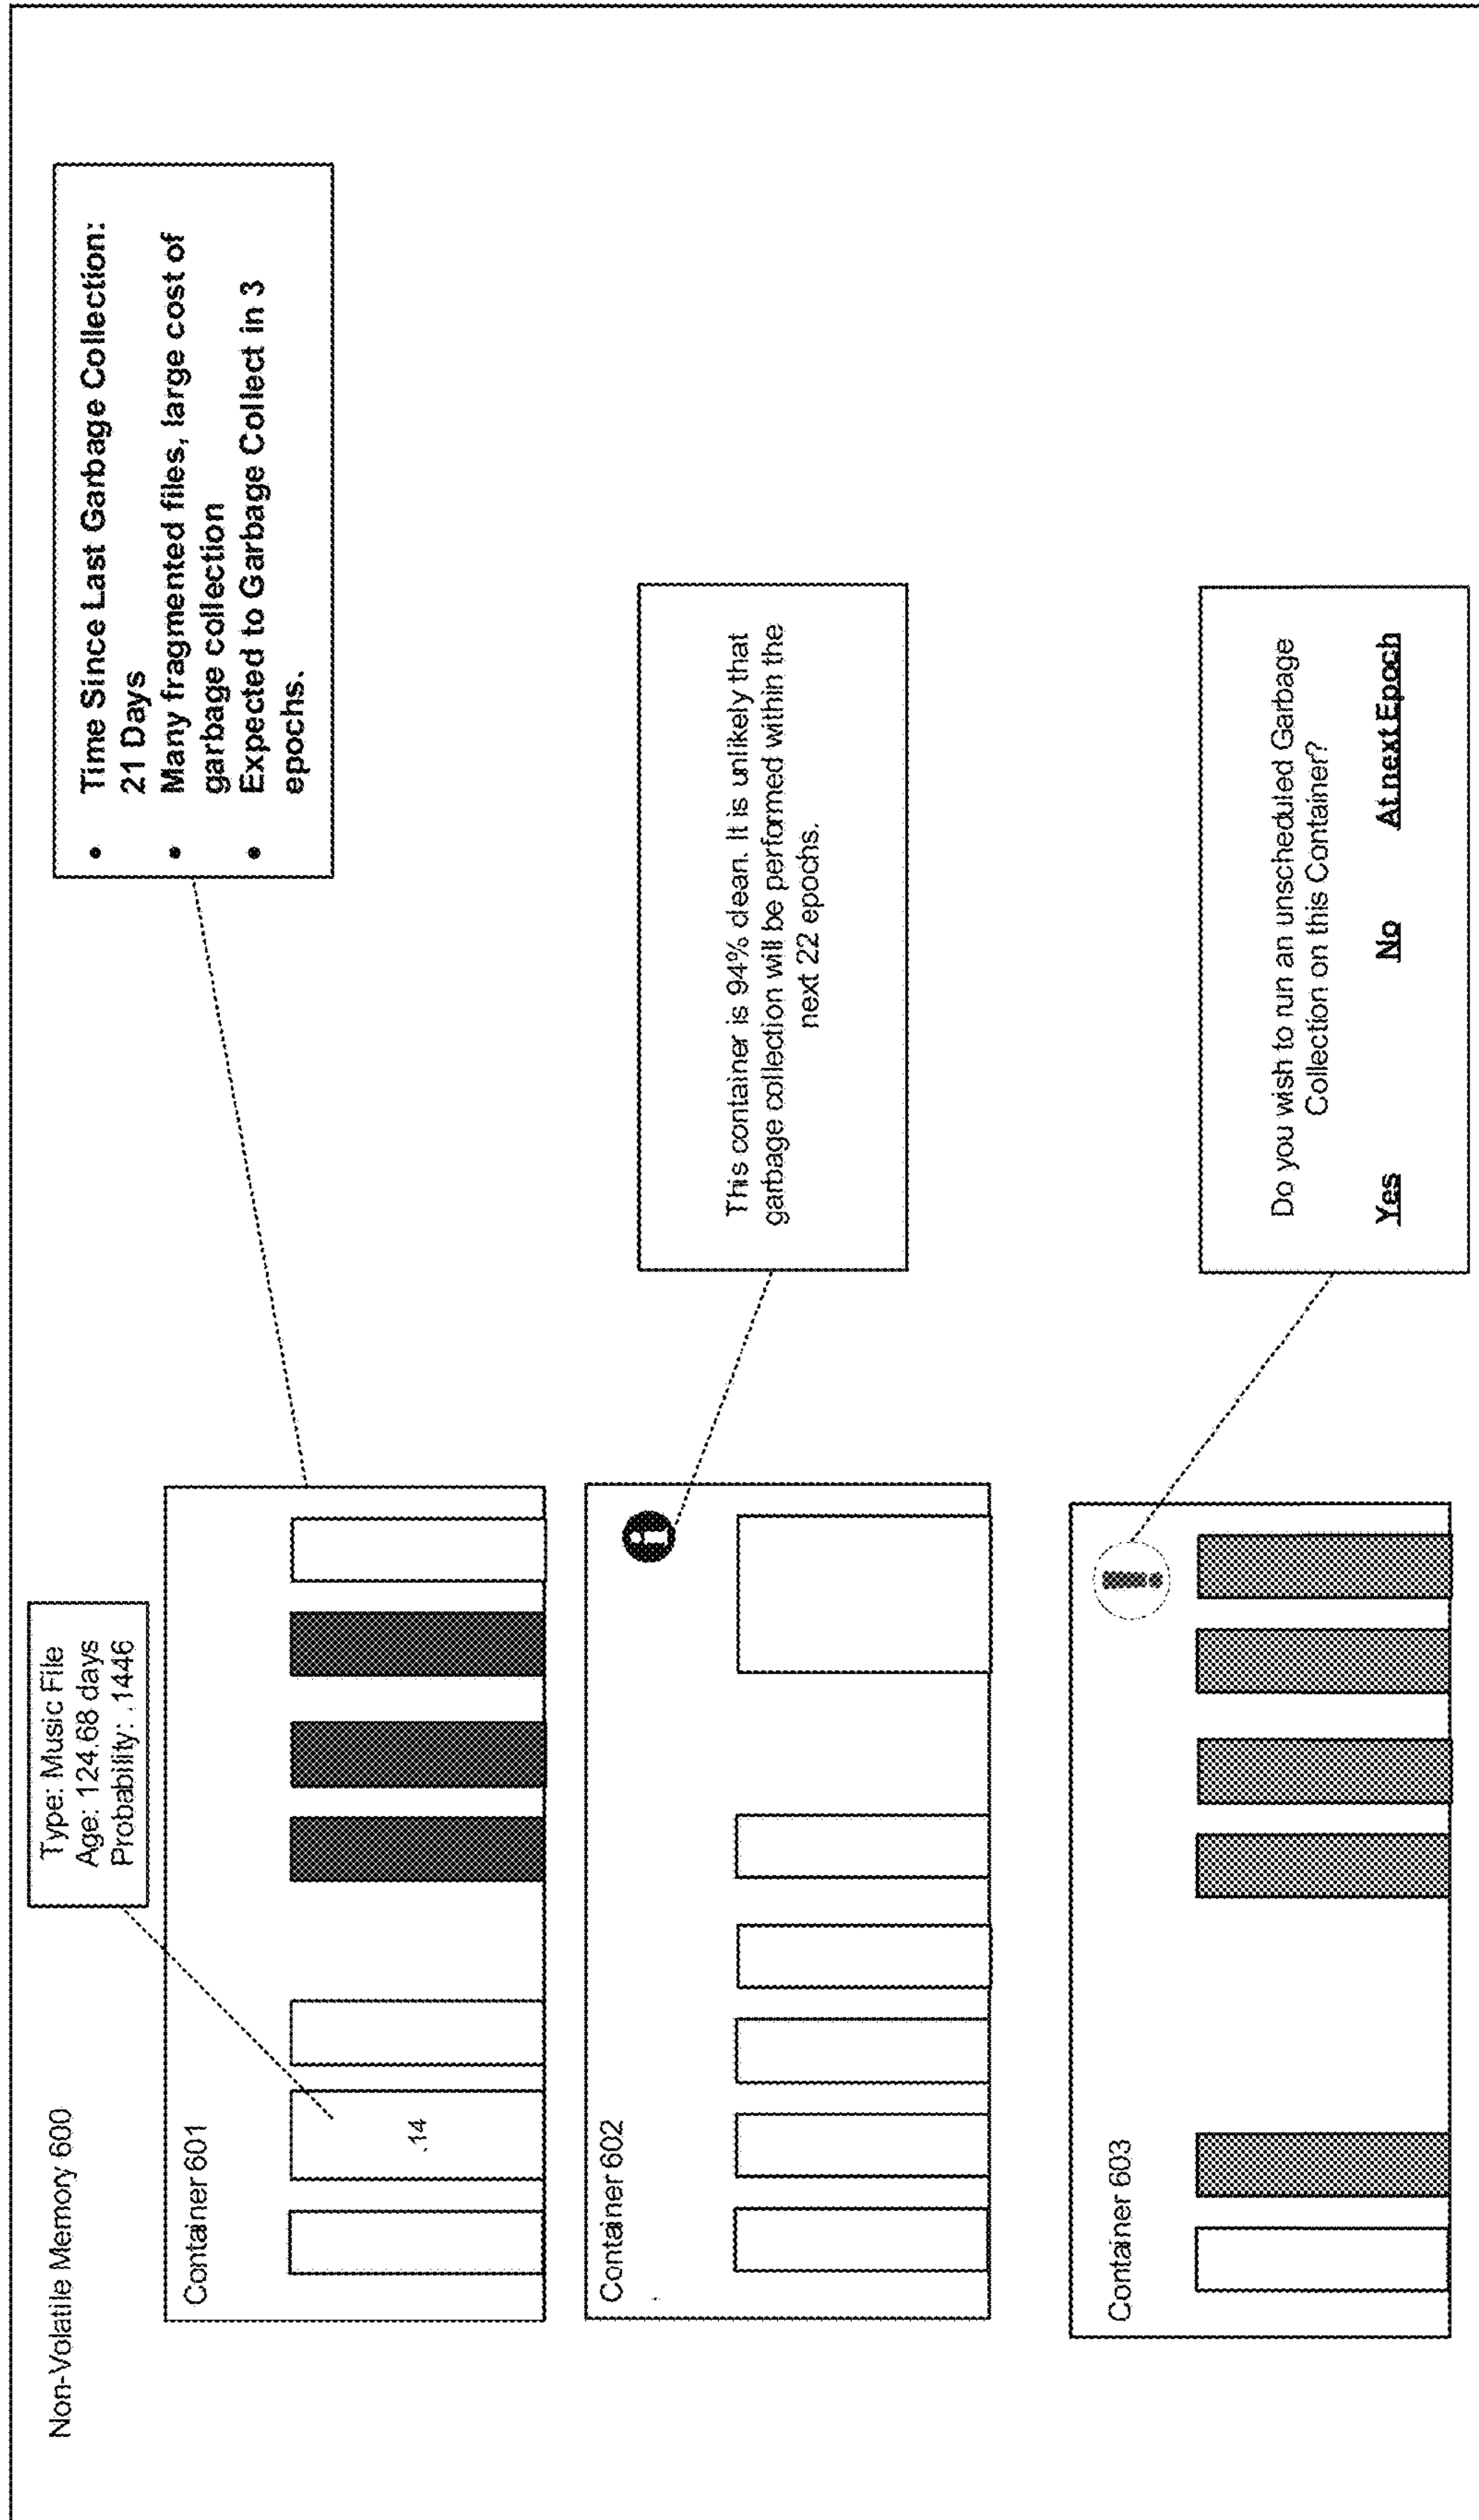 Non-Volatile Memory 600
Type: Music File
Age: 124.68 days
Probability: .1446
Container 601
.14
• Time Since Last Garbage Collection:
21 Days
• Many fragmented files, large cost of
garbage collection
• Expected to Garbage Collect in 3
epochs.
Container 602
i
This container is 94% clean. It is unlikely that
garbage collection will be performed within the
next 22 epochs.
Container 603
!
Do you wish to run an unscheduled Garbage
Collection on this Container?
Yes No At next Epoch